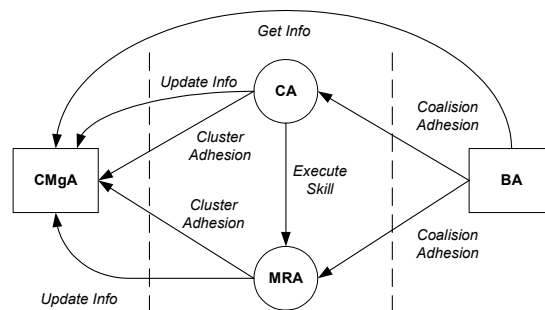 Get Info
Update Info
CA
Coalision
Adhesion
Cluster
Adhesion
CMgA
Execute
Skill
BA
Cluster
Adhesion
Coalision
Adhesion
MRA
Update Info